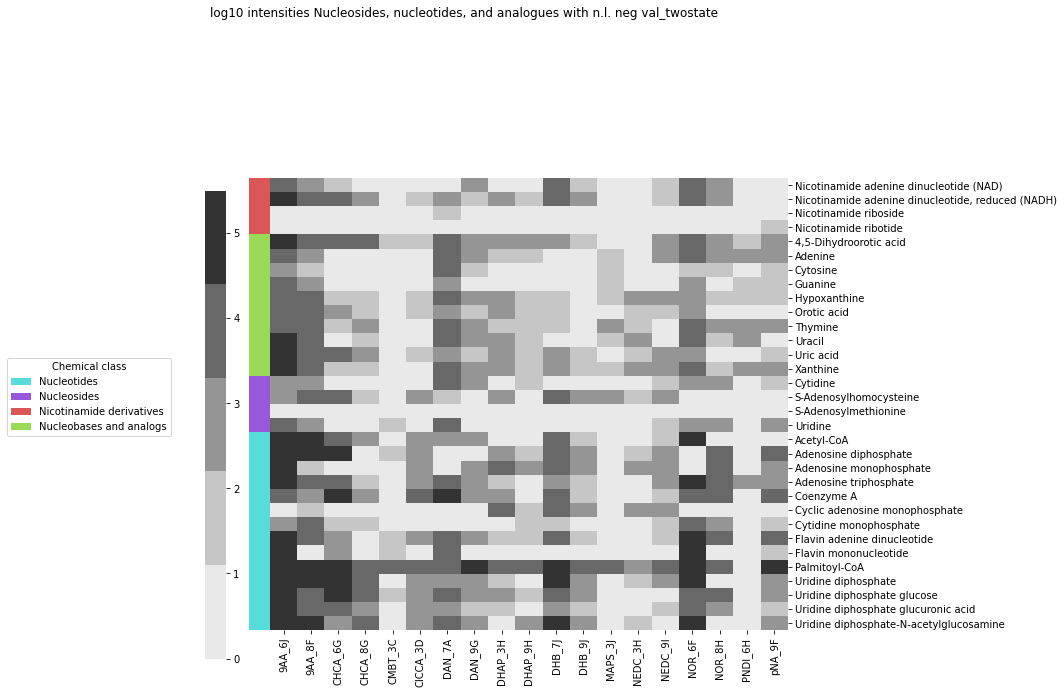 log10 intensities Nucleosides, nucleotides, and analogues with n.l. neg val_twostate
Nicotinamide adenine dinucleotide (NAD)
Nicotinamide adenine dinucleotide, reduced (NADH)
Nicotinamide riboside
Nicotinamide ribotide
4,5-Dihydroorotic acid
Adenine
Cytosine
Guanine
Hypoxanthine
Orotic acid
Thymine
Uracil
Uric acid
Xanthine
Cytidine
S-Adenosylhomocysteine
S-Adenosylmethionine
Uridine
Acetyl-CoA
Adenosine diphosphate
Adenosine monophosphate
Adenosine triphosphate
Coenzyme A
Cyclic adenosine monophosphate
Cytidine monophosphate
Flavin adenine dinucleotide
Flavin mononucleotide
Palmitoyl-CoA
Uridine diphosphate
Uridine diphosphate glucose
Uridine diphosphate glucuronic acid
Uridine diphosphate-N-acetylglucosamine
5
4
3
2
1
0
Chemical class
Nucleotides
Nucleosides
Nicotinamide derivatives
Nucleobases and analogs
9AA_6J
9AA_8F
CHCA_6G
CHCA_8G
CMBT_3C
CICCA_3D
DAN_7A
DAN_9G
DHAP_3H
DHAP_9H
DHB_7J
DHB_9J
MAPS_3J
NEDC_3H
NEDC_9I
NOR_6F
NOR_8H
PNDI_6H
pNA_9F